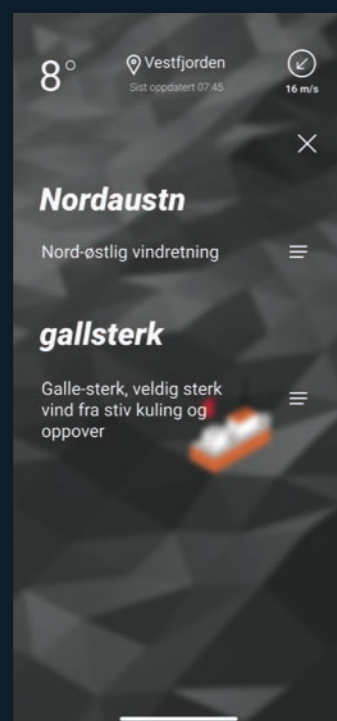 8°
Vestfjorden
Sist oppdatert 07:45
16 m/s
Nordaustn
Nord-østlig vindretning
gallsterk
Galle-sterk, veldig sterk
vind fra stiv kuling og
oppover